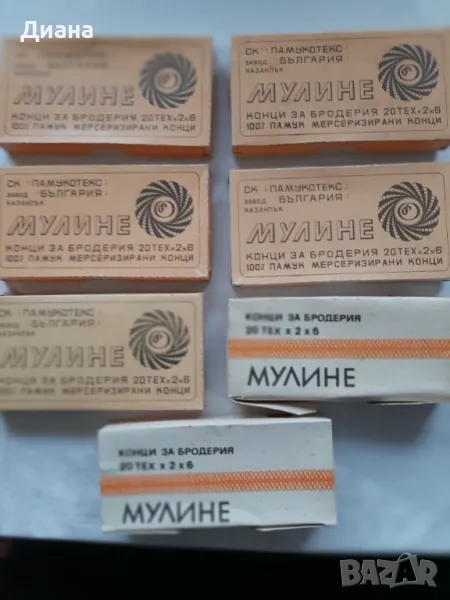 Диана
СК "ПАМУКОТЕКС"
ЗАВОД "БЪЛГАРИЯ"
КАЗАНЛЪК
МУЛИНЕ
КОНЦИ ЗА БРОДЕРИЯ 20ТЕХ×2×6
100% ПАМУК МЕРСЕРИЗИРАНИ КОНЦИ
СК "ПАМУКОТЕКС"
ЗАВОД "БЪЛГАРИЯ"
КАЗАНЛЪК
МУЛИНЕ
КОНЦИ ЗА БРОДЕРИЯ 20ТЕХ×2×6
100% ПАМУК МЕРСЕРИЗИРАНИ КОНЦИ
СК "ПАМУКОТЕКС"
ЗАВОД "БЪЛГАРИЯ"
КАЗАНЛЪК
МУЛИНЕ
КОНЦИ ЗА БРОДЕРИЯ 20ТЕХ×2×6
100% ПАМУК МЕРСЕРИЗИРАНИ КОНЦИ
СК "ПАМУКОТЕКС"
ЗАВОД "БЪЛГАРИЯ"
КАЗАНЛЪК
МУЛИНЕ
КОНЦИ ЗА БРОДЕРИЯ 20ТЕХ×2×6
100% ПАМУК МЕРСЕРИЗИРАНИ КОНЦИ
СК "ПАМУКОТЕКС"
ЗАВОД "БЪЛГАРИЯ"
КАЗАНЛЪК
МУЛИНЕ
КОНЦИ ЗА БРОДЕРИЯ 20ТЕХ×2×6
100% ПАМУК МЕРСЕРИЗИРАНИ КОНЦИ
КОНЦИ ЗА БРОДЕРИЯ
20 ТЕХ х 2 х 6
МУЛИНЕ
КОНЦИ ЗА БРОДЕРИЯ
20 ТЕХ х 2 х 6
МУЛИНЕ
BAZAR